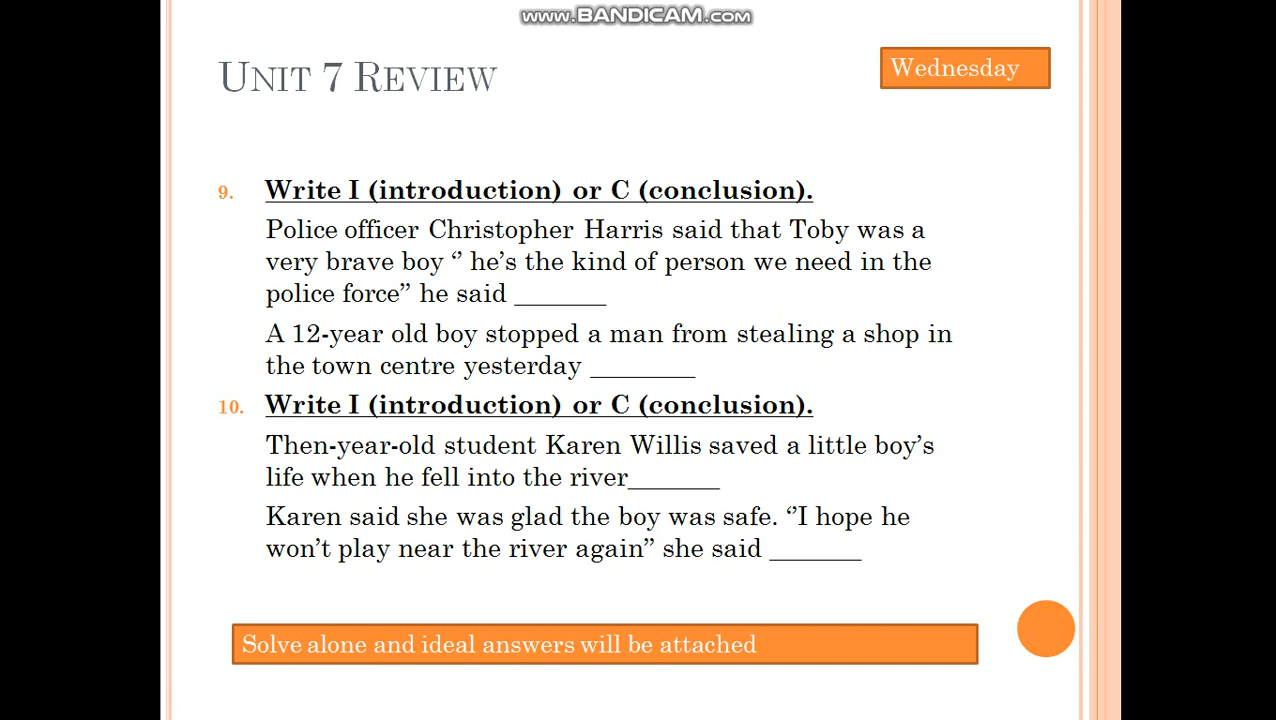 www.BANDICAM.com
UNIT 7 REVIEW
Wednesday
9. Write I (introduction) or C (conclusion).
Police officer Christopher Harris said that Toby was a
very brave boy ‘’ he’s the kind of person we need in the
police force” he said _______
A 12-year old boy stopped a man from stealing a shop in
the town centre yesterday ________
10. Write I (introduction) or C (conclusion).
Then-year-old student Karen Willis saved a little boy’s
life when he fell into the river_______
Karen said she was glad the boy was safe. ‘’I hope he
won’t play near the river again” she said _______
Solve alone and ideal answers will be attached